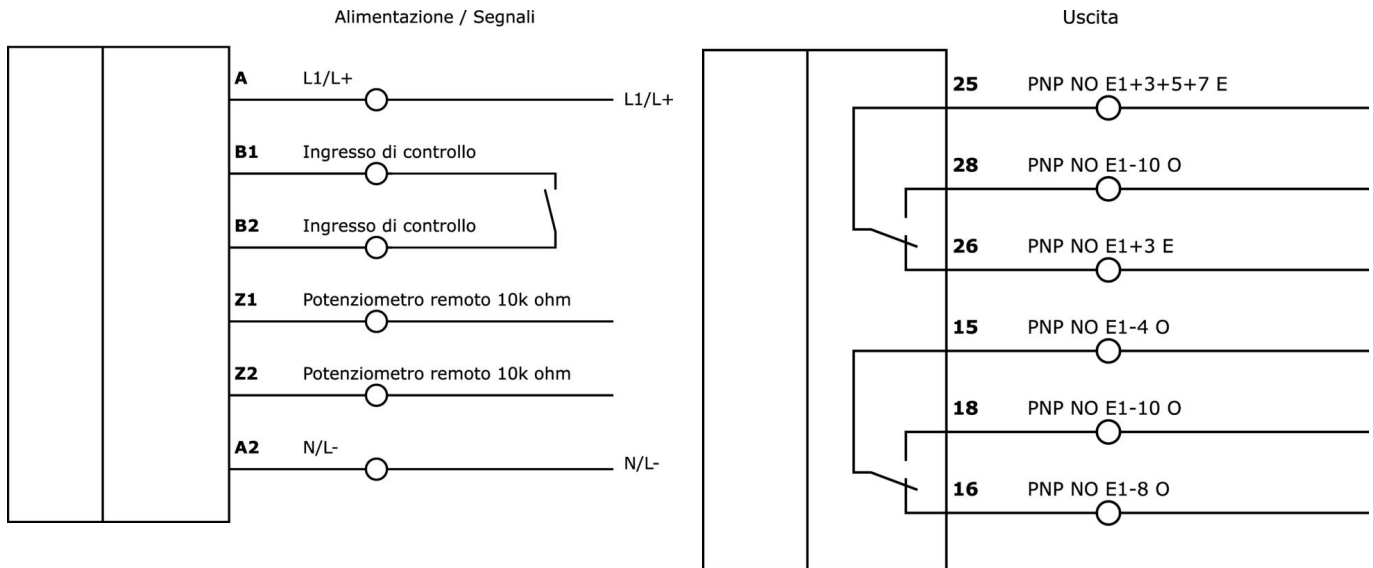 Alimentazione / Segnali
A L1/L+
L1/L+
B1 Ingresso di controllo
B2 Ingresso di controllo
Z1 Potenziometro remoto 10k ohm
Z2 Potenziometro remoto 10k ohm
A2 N/L-
N/L-
Uscita
25 PNP NO E1+3+5+7 E
28 PNP NO E1-10 O
26 PNP NO E1+3 E
15 PNP NO E1-4 O
18 PNP NO E1-10 O
16 PNP NO E1-8 O